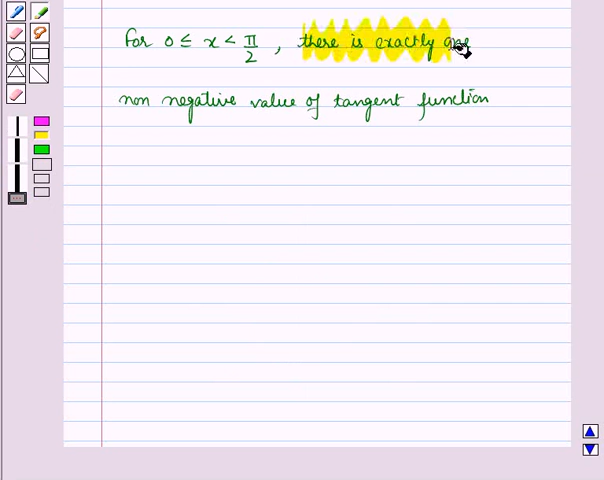 For 0 ≤ x < π/2 , there is exactly one
non negative value of tangent function